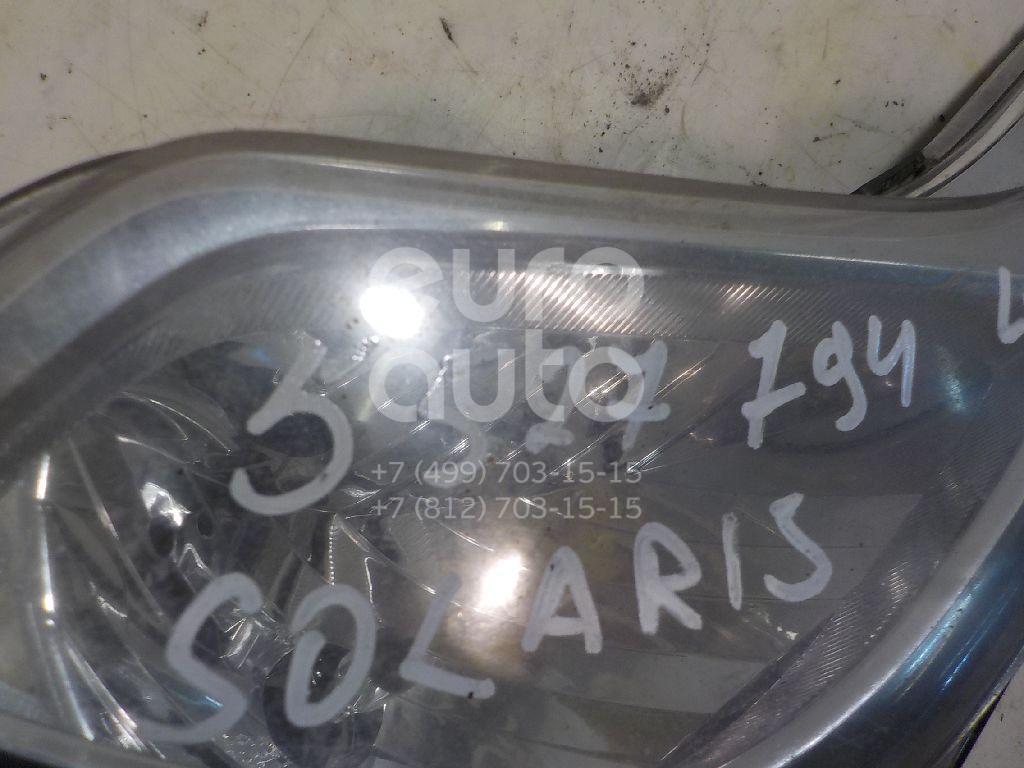 euro
auto
794
+7 (499) 703-15-15
+7 (812) 703-15-15
SOLARIS